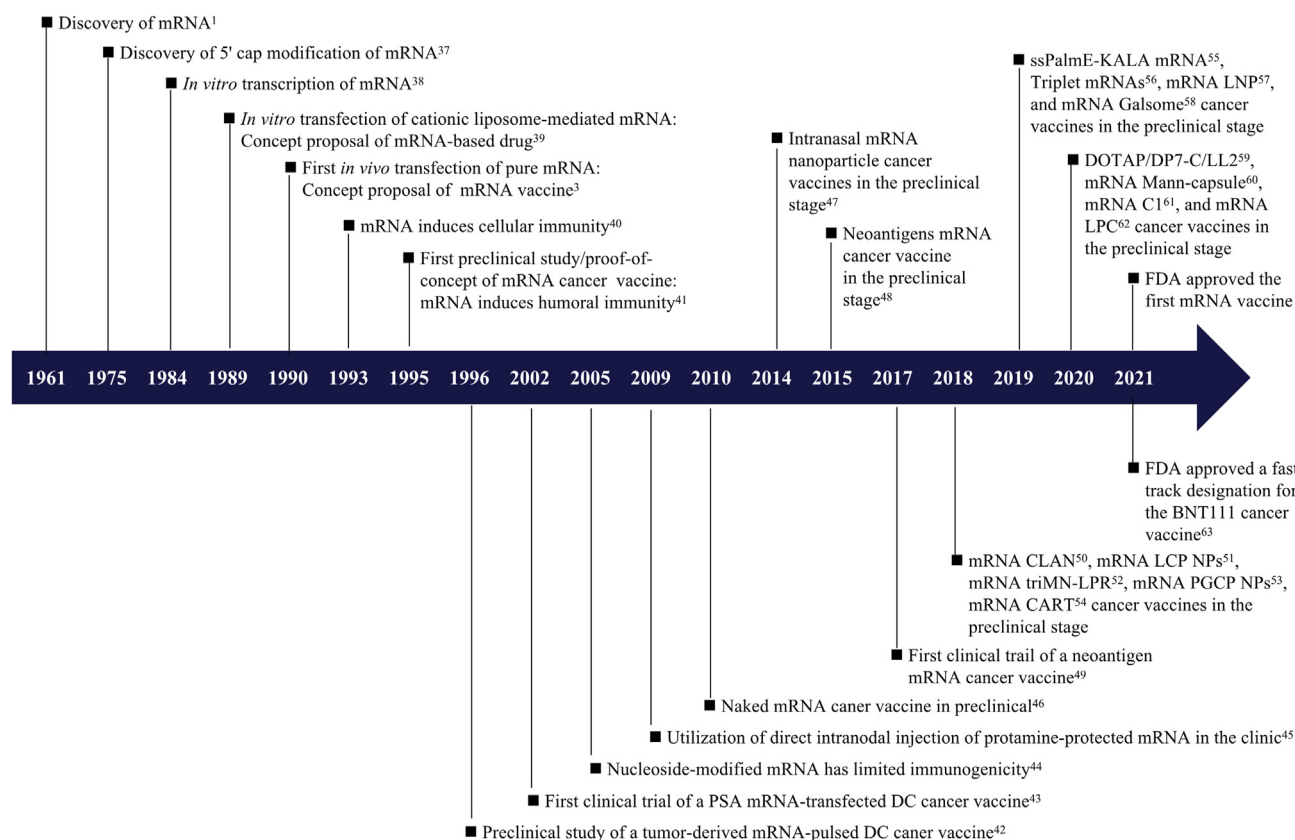 Discovery of mRNA¹
Discovery of 5' cap modification of mRNA³⁷
In vitro transcription of mRNA³⁸
In vitro transfection of cationic liposome-mediated mRNA:
Concept proposal of mRNA-based drug³⁹
First in vivo transfection of pure mRNA:
Concept proposal of mRNA vaccine³
mRNA induces cellular immunity⁴⁰
First preclinical study/proof-of-
concept of mRNA cancer vaccine:
mRNA induces humoral immunity⁴¹
Intranasal mRNA
nanoparticle cancer
vaccines in the preclinical
stage⁴⁷
Neoantigens mRNA
cancer vaccine
in the preclinical
stage⁴⁸
ssPalmE-KALA mRNA⁵⁵,
Triplet mRNAs⁵⁶, mRNA LNP⁵⁷,
and mRNA Galsome⁵⁸ cancer
vaccines in the preclinical stage
DOTAP/DP7-C/LL2⁵⁹,
mRNA Mann-capsule⁶⁰,
mRNA C1⁶¹, and mRNA
LPC⁶² cancer vaccines in
the preclinical stage
FDA approved the
first mRNA vaccine
1961 1975 1984 1989 1990 1993 1995 1996 2002 2005 2009 2010 2014 2015 2017 2018 2019 2020 2021
FDA approved a fast
track designation for
the BNT111 cancer
vaccine⁶³
mRNA CLAN⁵⁰, mRNA LCP NPs⁵¹,
mRNA triMN-LPR⁵², mRNA PGCP NPs⁵³,
mRNA CART⁵⁴ cancer vaccines in the
preclinical stage
First clinical trail of a neoantigen
mRNA cancer vaccine⁴⁹
Naked mRNA caner vaccine in preclinical⁴⁶
Utilization of direct intranodal injection of protamine-protected mRNA in the clinic⁴⁵
Nucleoside-modified mRNA has limited immunogenicity⁴⁴
First clinical trial of a PSA mRNA-transfected DC cancer vaccine⁴³
Preclinical study of a tumor-derived mRNA-pulsed DC caner vaccine⁴²